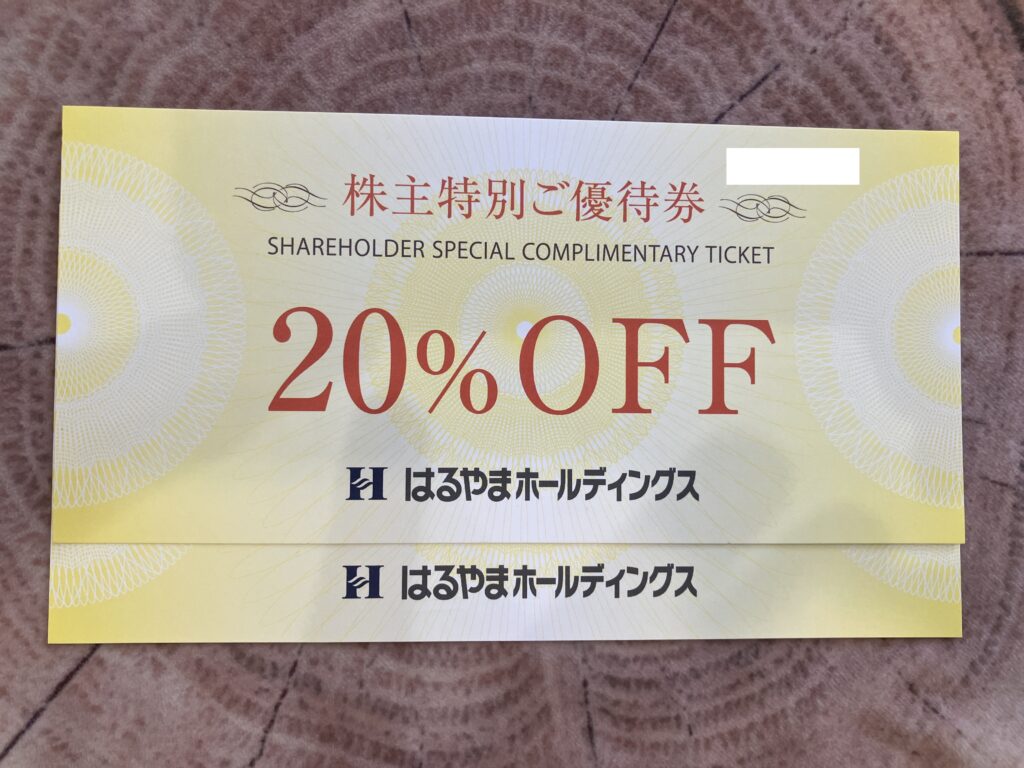 株主特別ご優待券
SHAREHOLDER SPECIAL COMPLIMENTARY TICKET
20%OFF
はるやまホールディングス
はるやまホールディングス